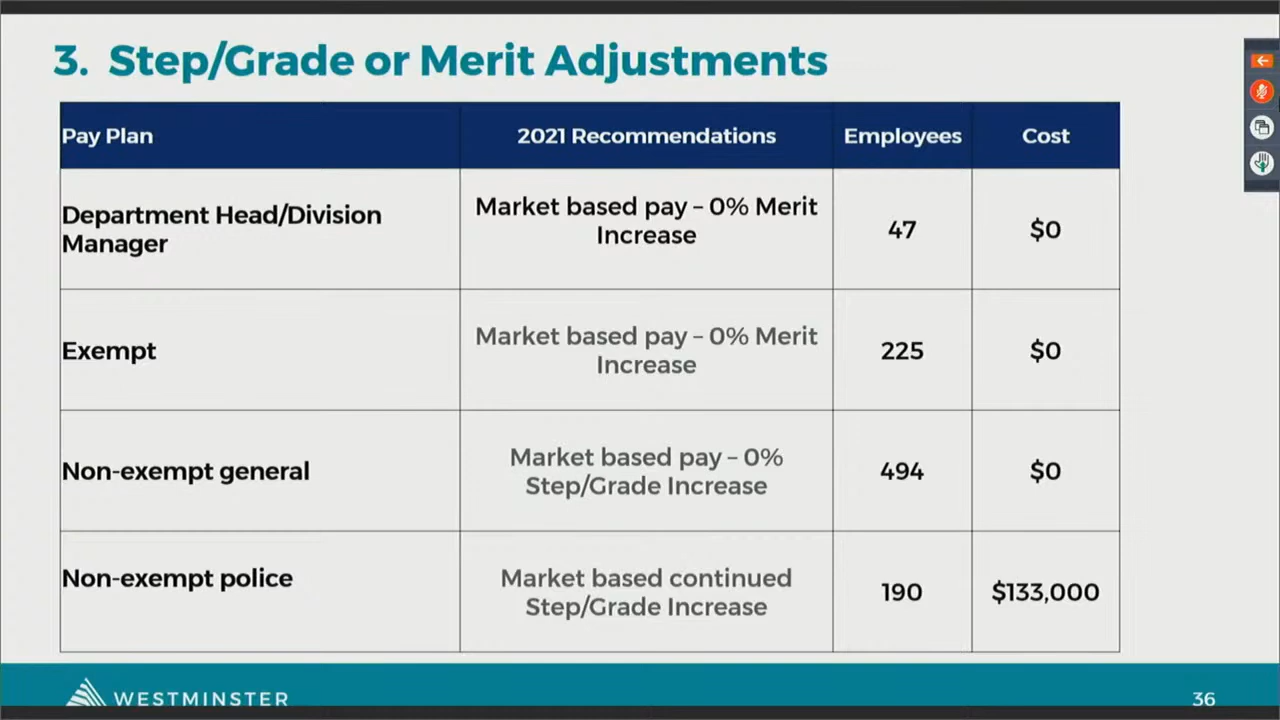 3. Step/Grade or Merit Adjustments
Pay Plan
2021 Recommendations
Employees
Cost
Department Head/Division
Manager
Market based pay – 0% Merit
Increase
47
$0
Exempt
Market based pay – 0% Merit
Increase
225
$0
Non-exempt general
Market based pay – 0%
Step/Grade Increase
494
$0
Non-exempt police
Market based continued
Step/Grade Increase
190
$133,000
WESTMINSTER
36